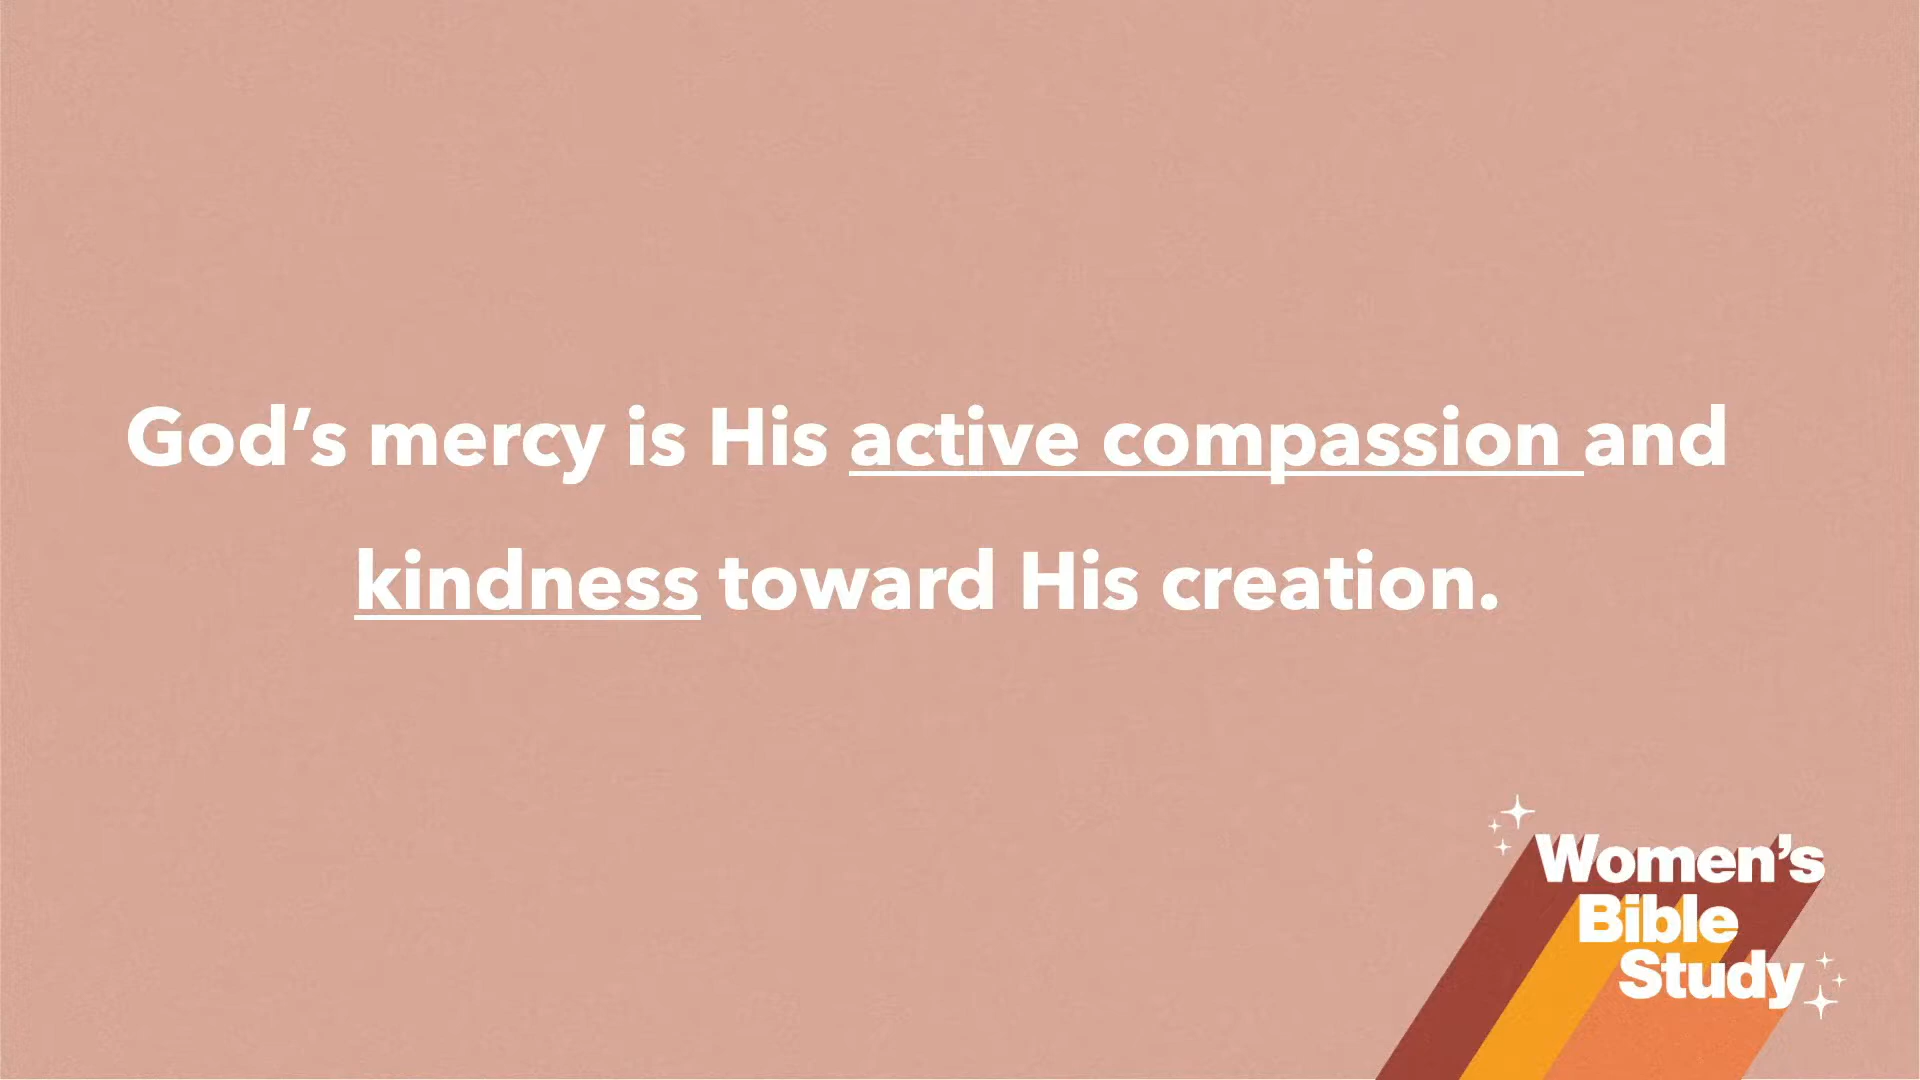 God’s mercy is His active compassion and
kindness toward His creation.
Women’s
Bible
Study